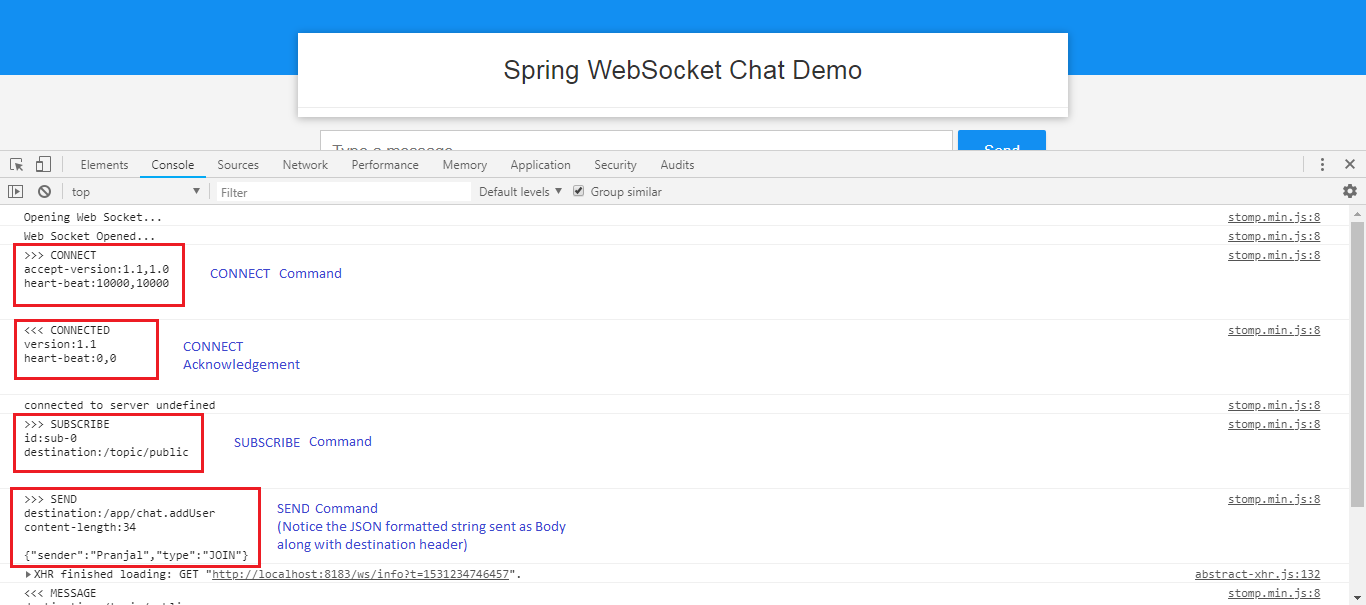 Spring WebSocket Chat Demo
Type a message
Send
Elements Console Sources Network Performance Memory Application Security Audits
top Filter Default levels Group similar
Opening Web Socket... stomp.min.js:8
Web Socket Opened... stomp.min.js:8
>>> CONNECT stomp.min.js:8
accept-version:1.1,1.0
heart-beat:10000,10000
CONNECT Command
<<< CONNECTED stomp.min.js:8
version:1.1
heart-beat:0,0
CONNECT
Acknowledgement
connected to server undefined stomp.min.js:8
>>> SUBSCRIBE stomp.min.js:8
id:sub-0
destination:/topic/public
SUBSCRIBE Command
>>> SEND stomp.min.js:8
destination:/app/chat.addUser
content-length:34
{"sender":"Pranjal","type":"JOIN"}
SEND Command
(Notice the JSON formatted string sent as Body
along with destination header)
XHR finished loading: GET "http://localhost:8183/ws/info?t=1531234746457". abstract-xhr.js:132
<<< MESSAGE stomp.min.js:8